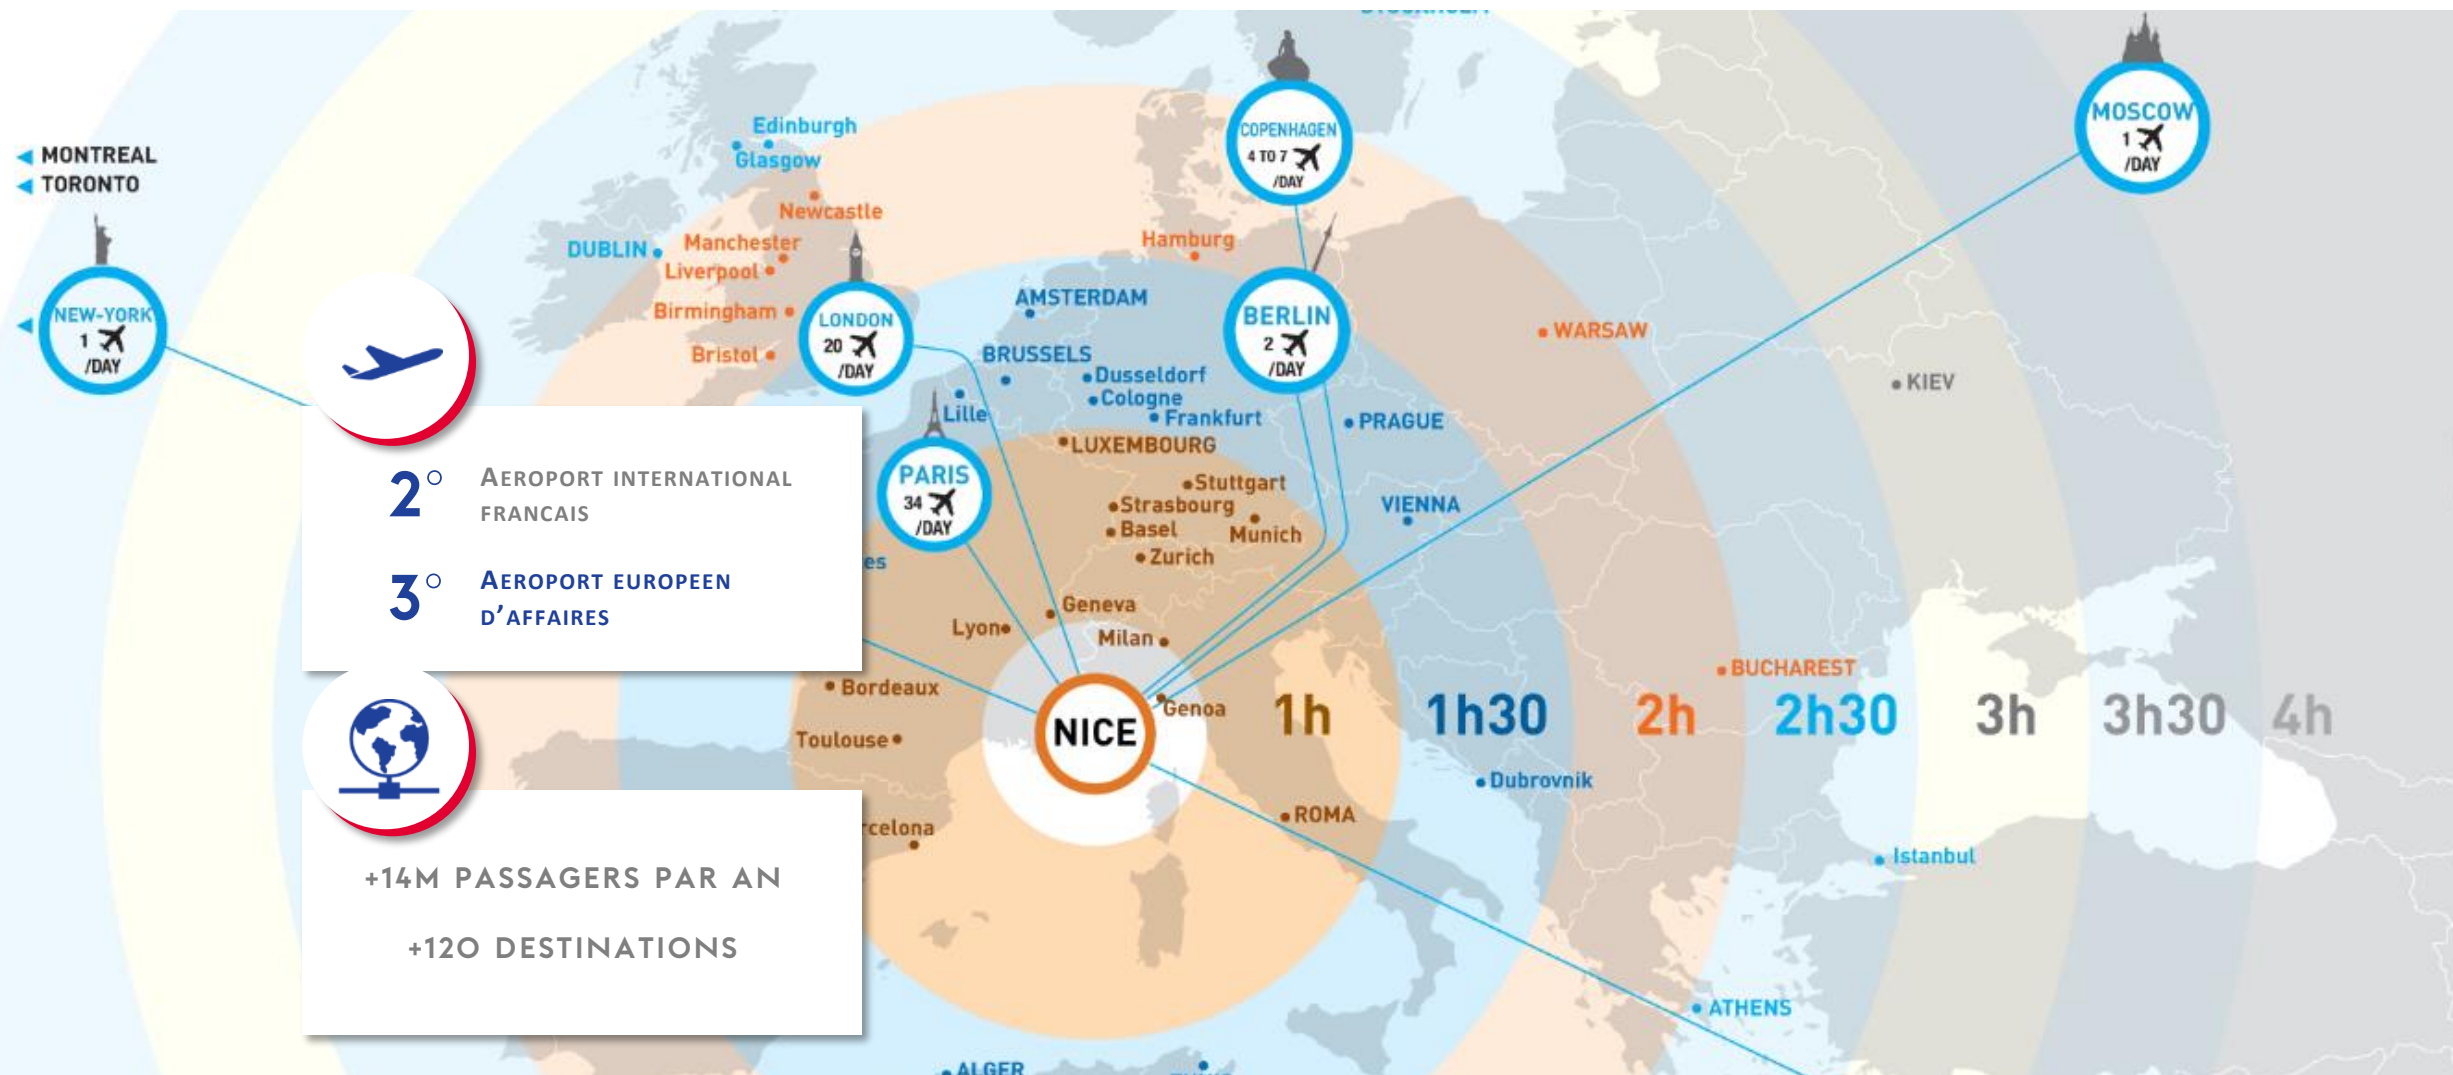 MONTREAL
TORONTO
NEW-YORK
1
/DAY
Edinburgh
Glasgow
Newcastle
DUBLIN
Manchester
Liverpool
Birmingham
Bristol
LONDON
20
/DAY
COPENHAGEN
4 TO 7
/DAY
MOSCOW
1
/DAY
Hamburg
AMSTERDAM
BERLIN
2
/DAY
BRUSSELS
Dusseldorf
Cologne
Lille
Frankfurt
WARSAW
KIEV
PRAGUE
LUXEMBOURG
PARIS
34
/DAY
Stuttgart
Strasbourg
Basel
Munich
Zurich
VIENNA
es
Geneva
Lyon
Milan
Bordeaux
Genoa
NICE
Toulouse
1h
1h30
2h
2h30
3h
3h30
4h
BUCHAREST
Dubrovnik
ROMA
rcelona
Istanbul
ATHENS
ALGER
2° AEROPORT INTERNATIONAL
FRANCAIS
3° AEROPORT EUROPEEN
D'AFFAIRES
+14M PASSAGERS PAR AN
+120 DESTINATIONS